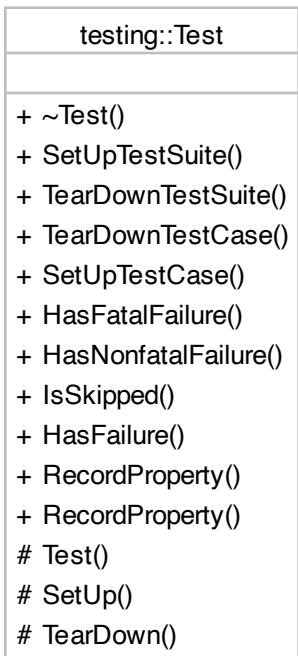 testing::Test
+ ~Test()
+ SetUpTestSuite()
+ TearDownTestSuite()
+ TearDownTestCase()
+ SetUpTestCase()
+ HasFatalFailure()
+ HasNonfatalFailure()
+ IsSkipped()
+ HasFailure()
+ RecordProperty()
+ RecordProperty()
# Test()
# SetUp()
# TearDown()